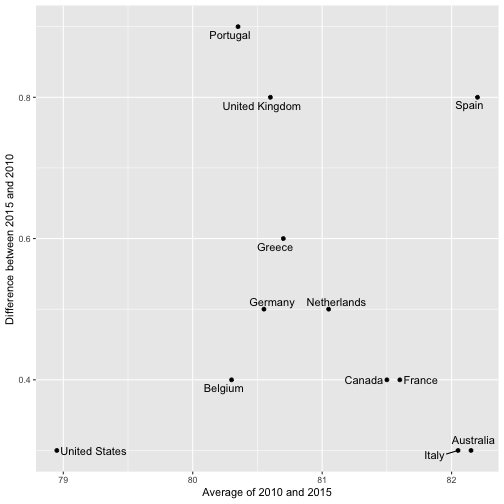 Portugal
0.8
United Kingdom
Spain
Difference between 2015 and 2010
0.6
Greece
Germany
Netherlands
0.4
Belgium
Canada
France
Australia
United States
Italy
79
80
81
82
Average of 2010 and 2015